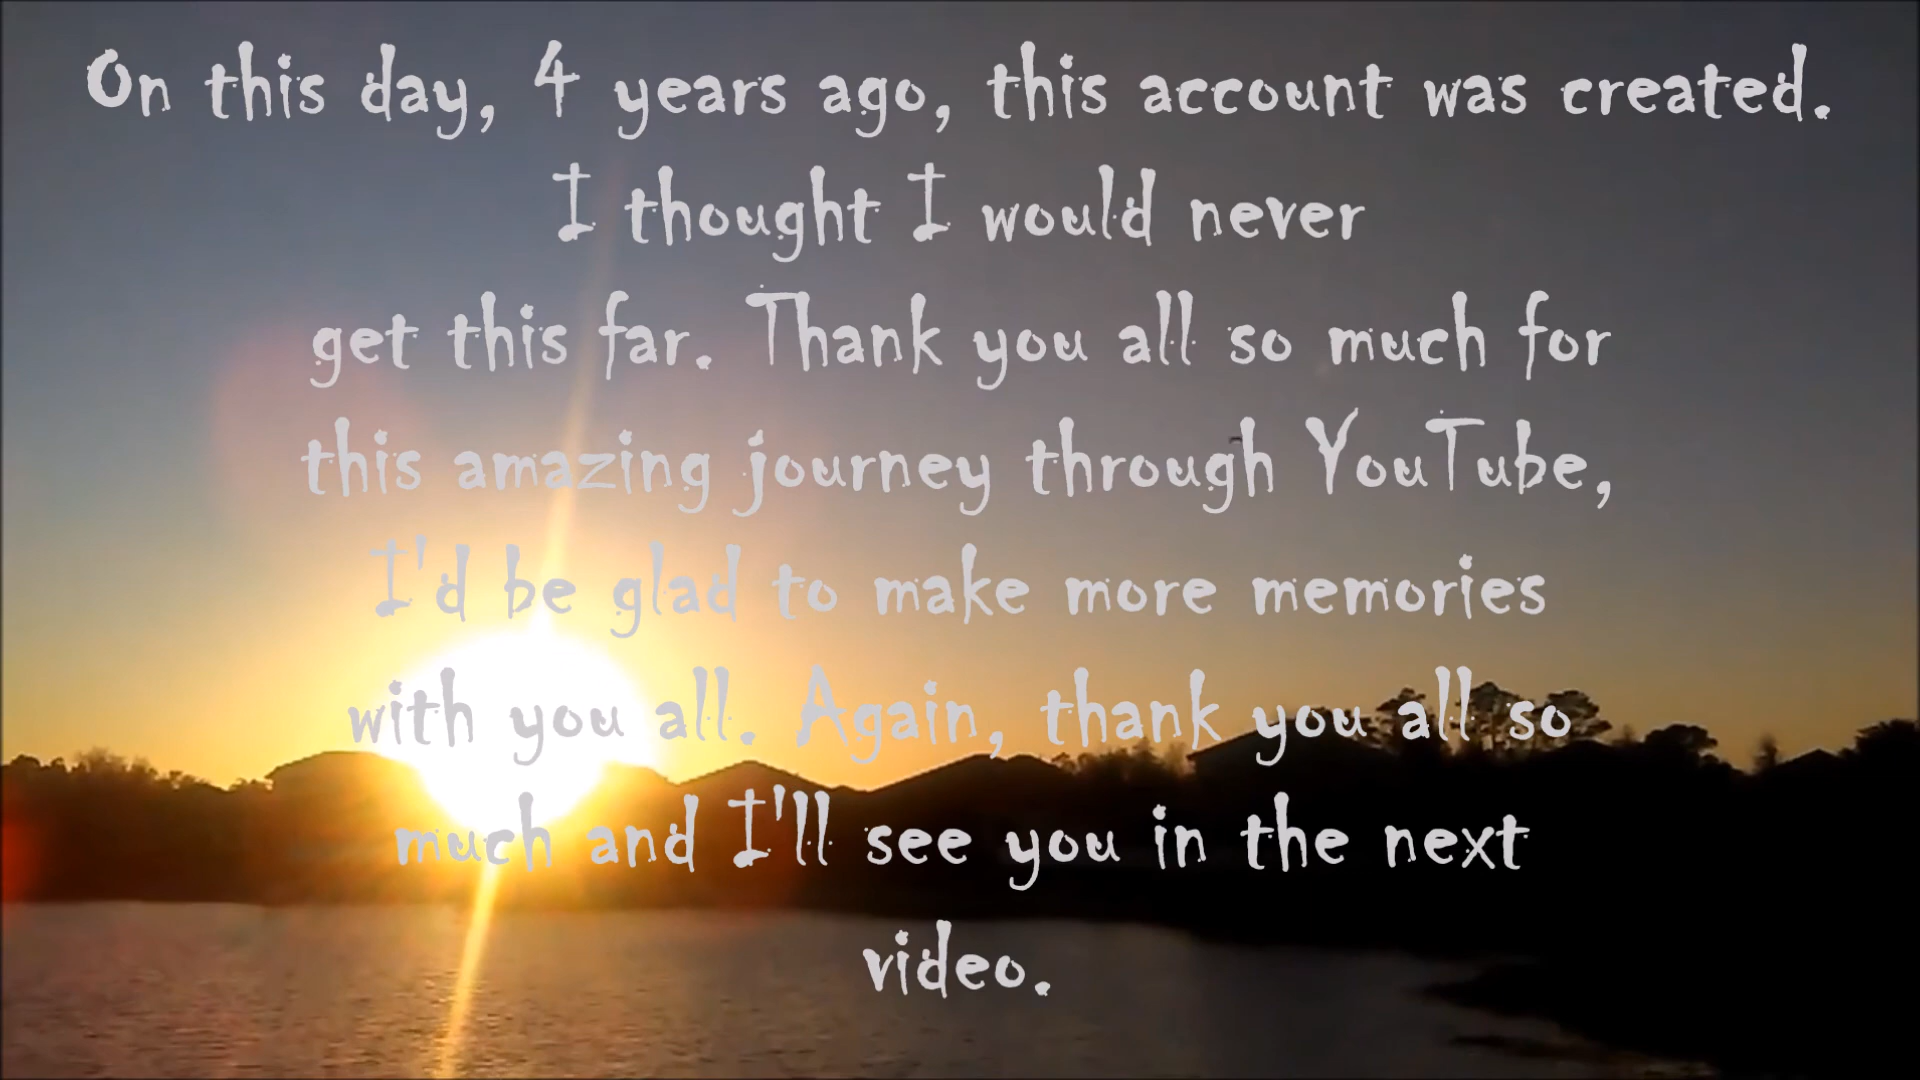 On this day, 4 years ago, this account was created.
I thought I would never
get this far. Thank you all so much for
this amazing journey through YouTube,
I'd be glad to make more memories
with you all. Again, thank you all so
much and I'll see you in the next
video.